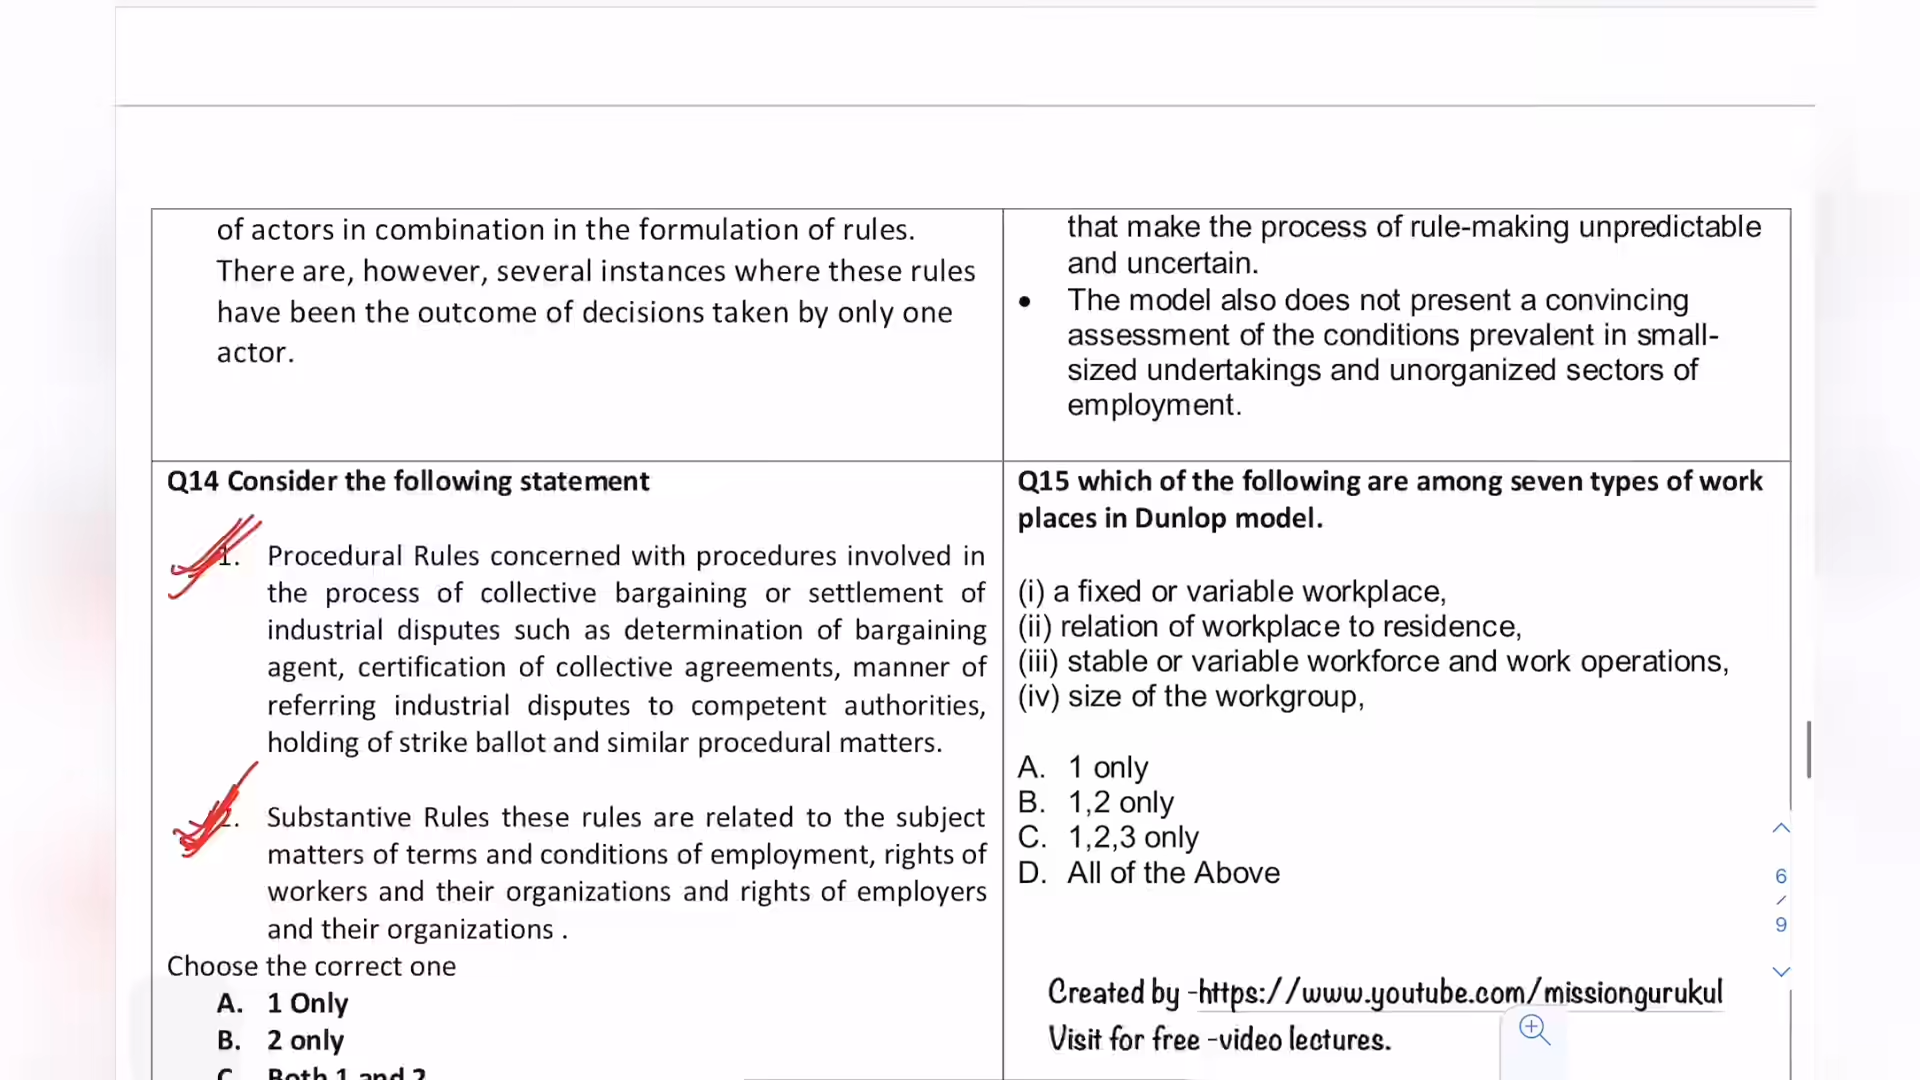 of actors in combination in the formulation of rules.
There are, however, several instances where these rules
have been the outcome of decisions taken by only one
actor.
that make the process of rule-making unpredictable
and uncertain.
• The model also does not present a convincing
assessment of the conditions prevalent in small-
sized undertakings and unorganized sectors of
employment.
Q14 Consider the following statement
1. Procedural Rules concerned with procedures involved in
the process of collective bargaining or settlement of
industrial disputes such as determination of bargaining
agent, certification of collective agreements, manner of
referring industrial disputes to competent authorities,
holding of strike ballot and similar procedural matters.
2. Substantive Rules these rules are related to the subject
matters of terms and conditions of employment, rights of
workers and their organizations and rights of employers
and their organizations .
Choose the correct one
A. 1 Only
B. 2 only
C. Both 1 and 2
Q15 which of the following are among seven types of work
places in Dunlop model.
(i) a fixed or variable workplace,
(ii) relation of workplace to residence,
(iii) stable or variable workforce and work operations,
(iv) size of the workgroup,
A. 1 only
B. 1,2 only
C. 1,2,3 only
D. All of the Above
Created by -https://www.youtube.com/missiongurukul
Visit for free -video lectures.
6
/
9